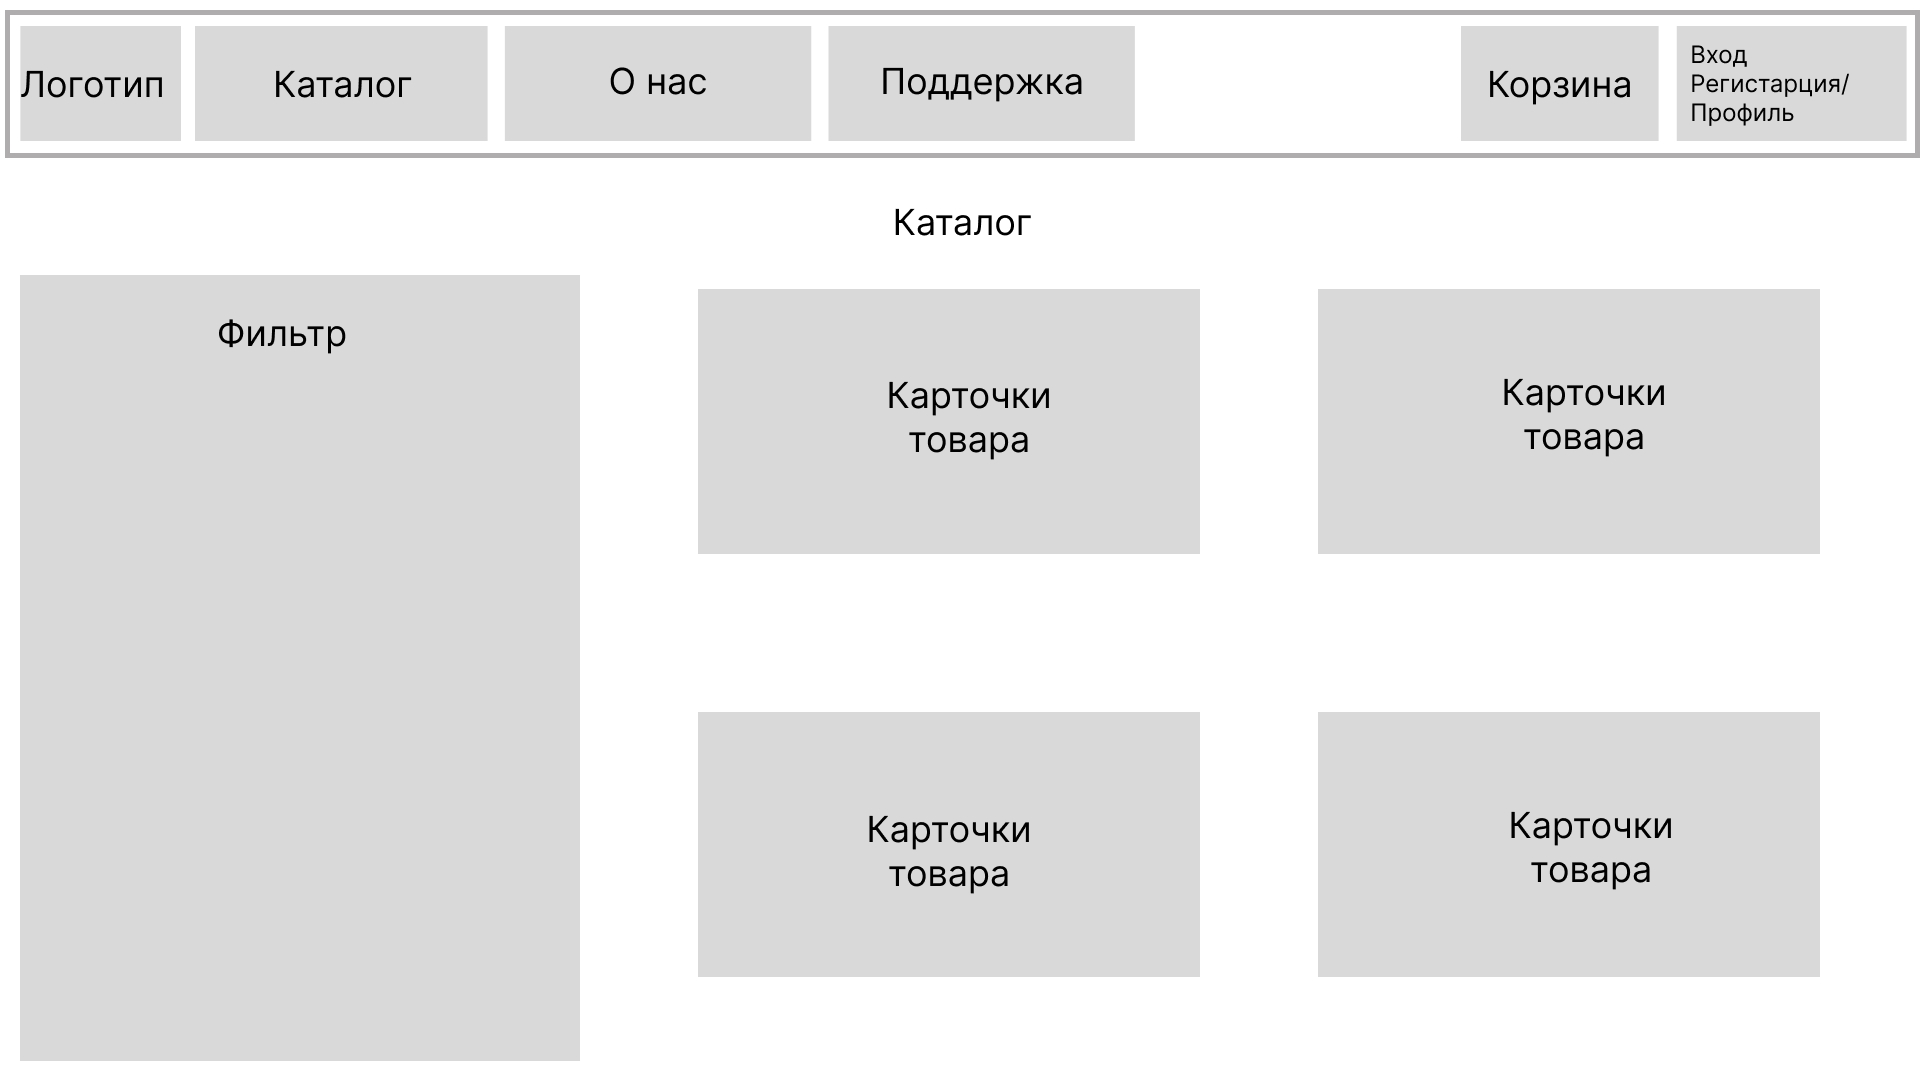 Логотип
Каталог
О нас
Поддержка
Корзина
Вход
Регистарция/
Профиль
Каталог
Фильтр
Карточки
товара
Карточки
товара
Карточки
товара
Карточки
товара